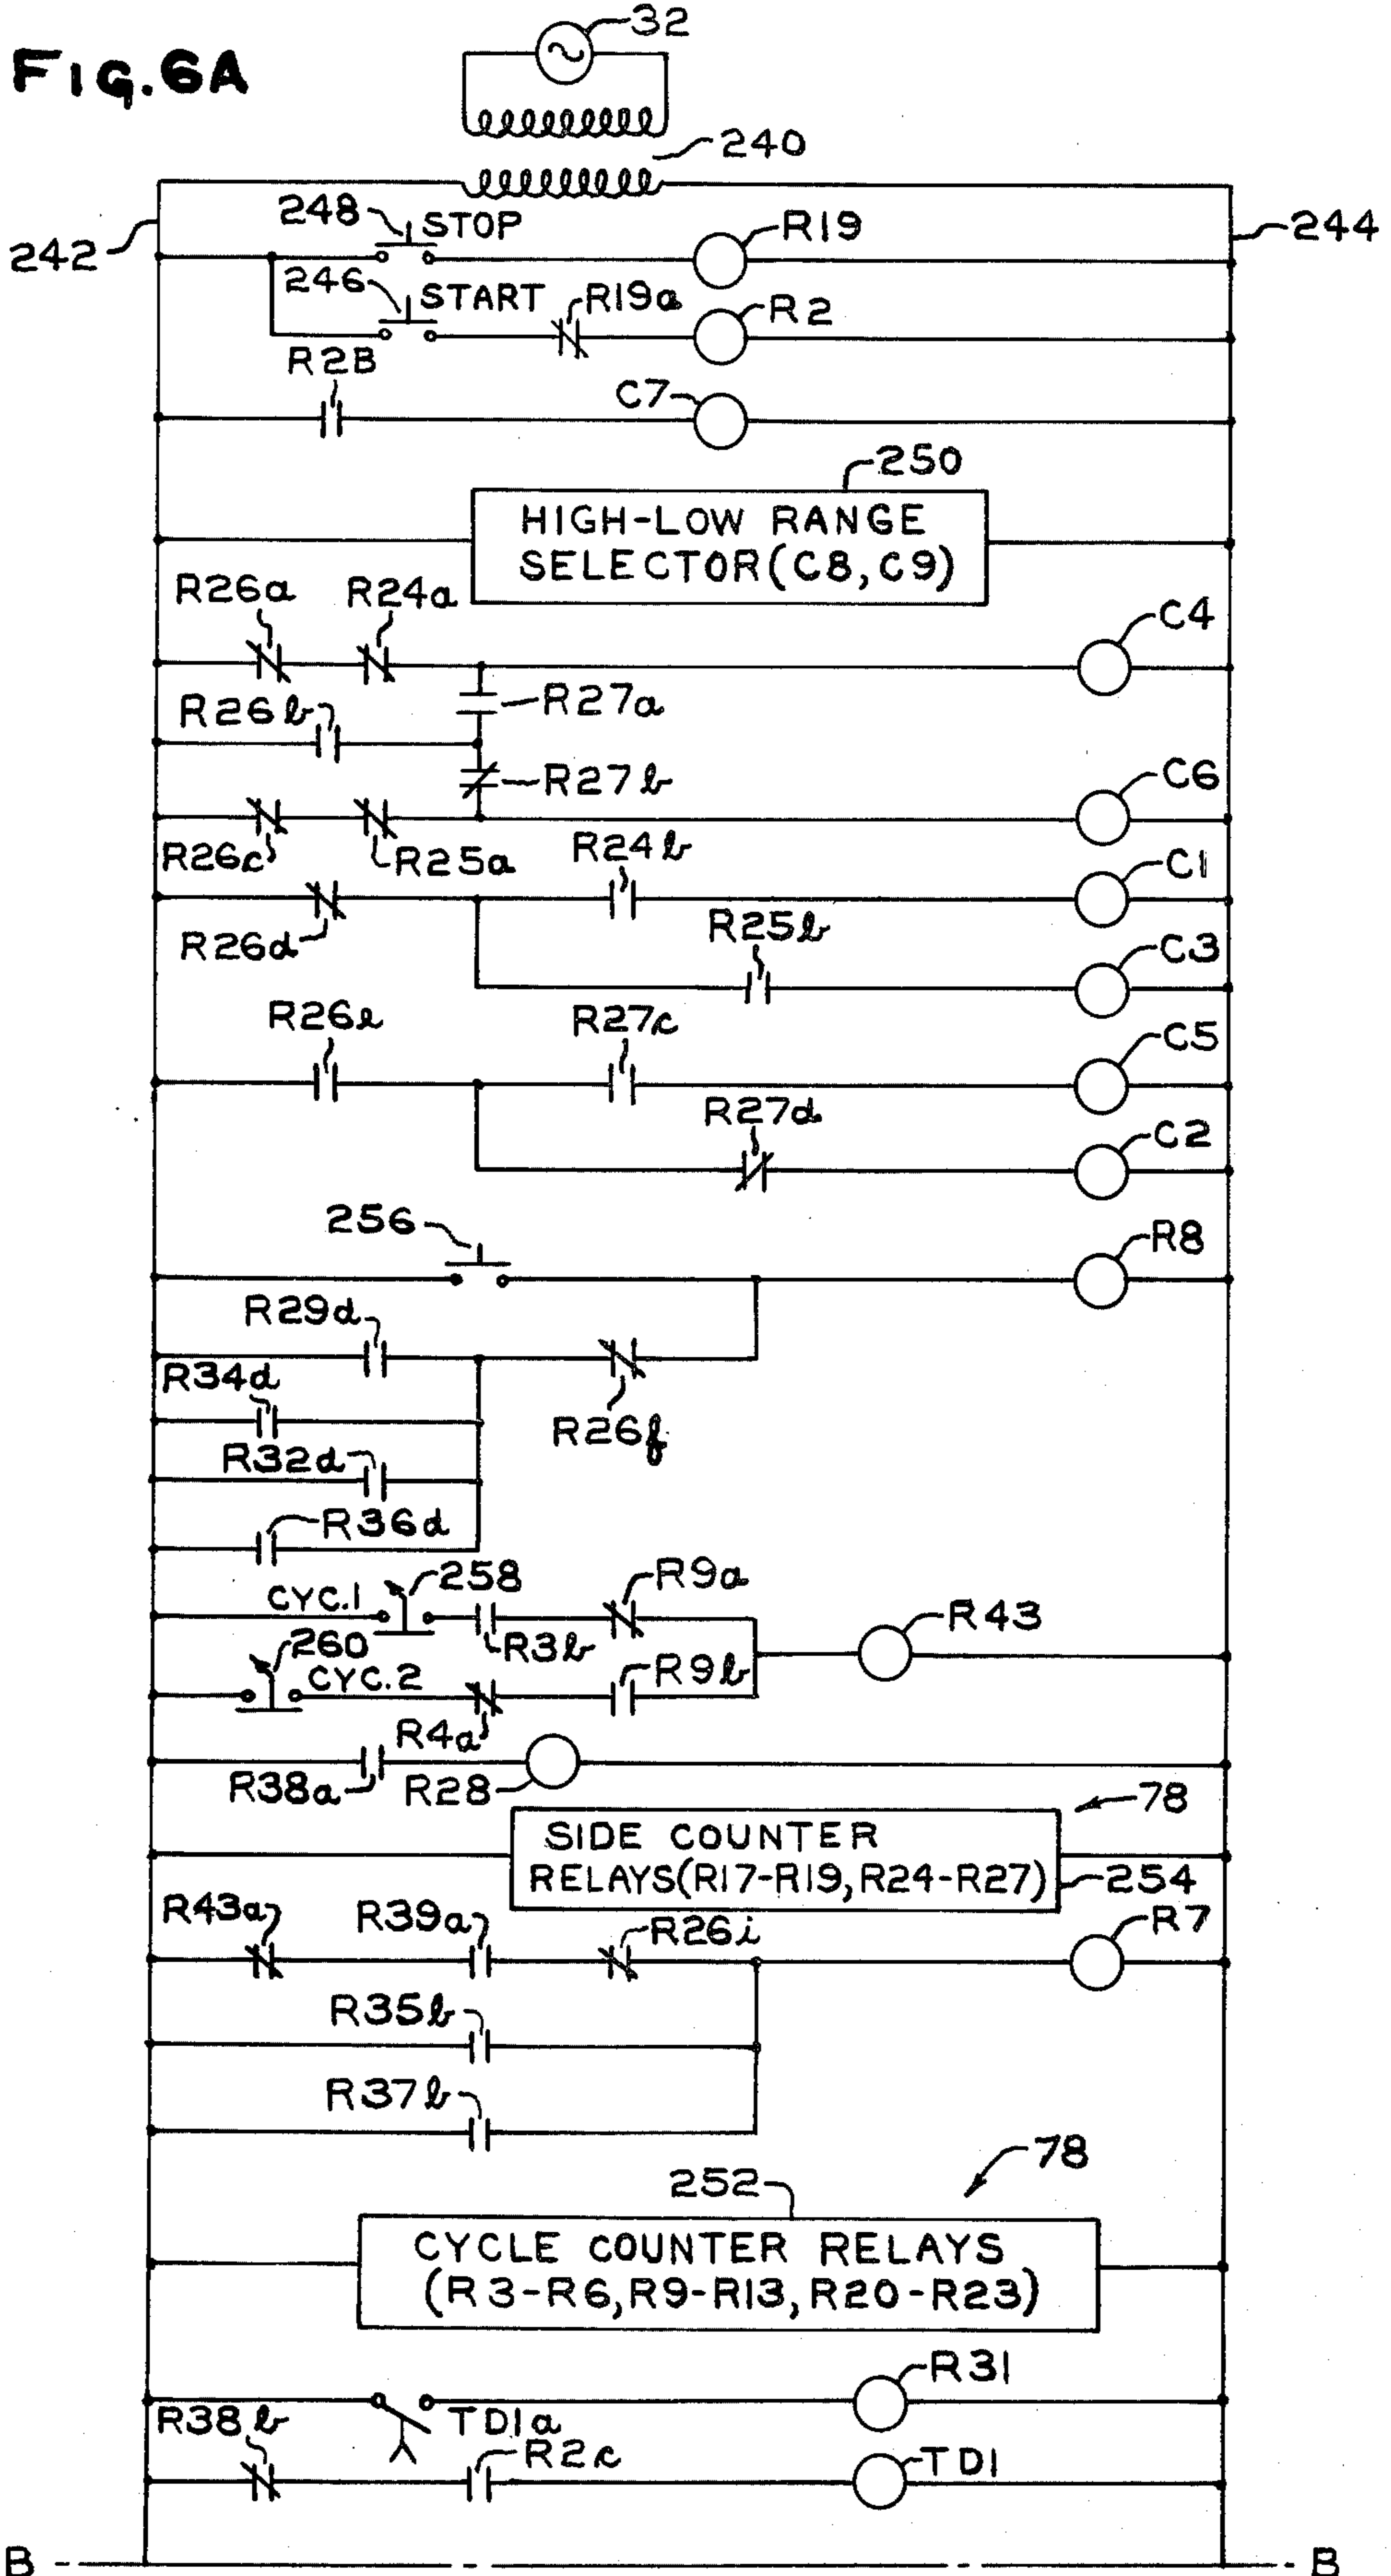 FIG.6A
32
240
242
248
STOP
R19
244
246
START
R19a
R2
R2B
C7
250
HIGH-LOW RANGE
SELECTOR(C8,C9)
R26a
R24a
C4
R27a
R26b
R27b
C6
R26c
R25a
R24b
C1
R26d
R25b
C3
R26e
R27c
C5
R27d
C2
256
R8
R29d
R34d
R26f
R32d
R36d
CYC.1
258
R9a
R3b
R43
260
CYC.2
R9b
R4a
R38a
R28
78
SIDE COUNTER
RELAYS(R17-R19,R24-R27)
254
R43a
R39a
R26i
R7
R35b
R37b
78
252
CYCLE COUNTER RELAYS
(R3-R6,R9-R13,R20-R23)
R31
R38b
TD1a
R2c
TD1
B
B